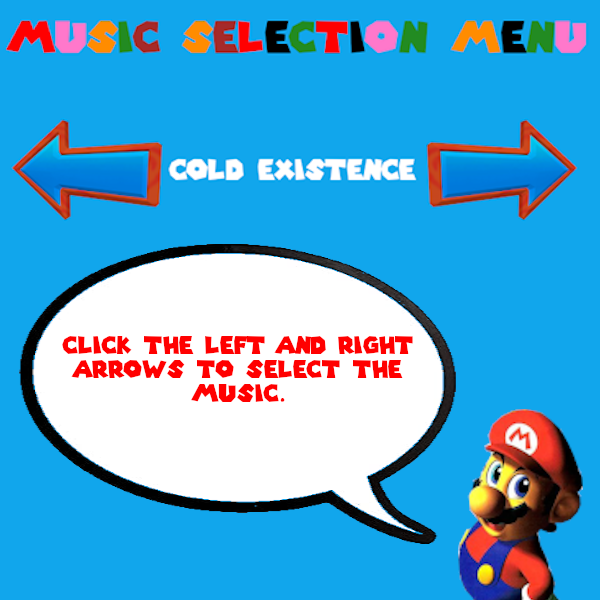 MUSIC SELECTION MENU
COLD EXISTENCE
CLICK THE LEFT AND RIGHT
ARROWS TO SELECT THE
MUSIC.
M